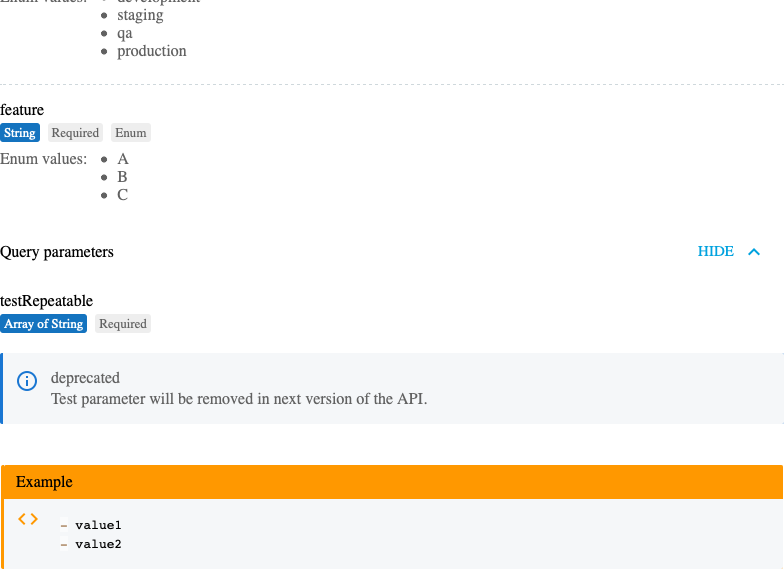 Enum values: • development
• staging
• qa
• production
feature
String Required Enum
Enum values: • A
• B
• C
Query parameters HIDE
testRepeatable
Array of String Required
deprecated
Test parameter will be removed in next version of the API.
Example
- value1
- value2